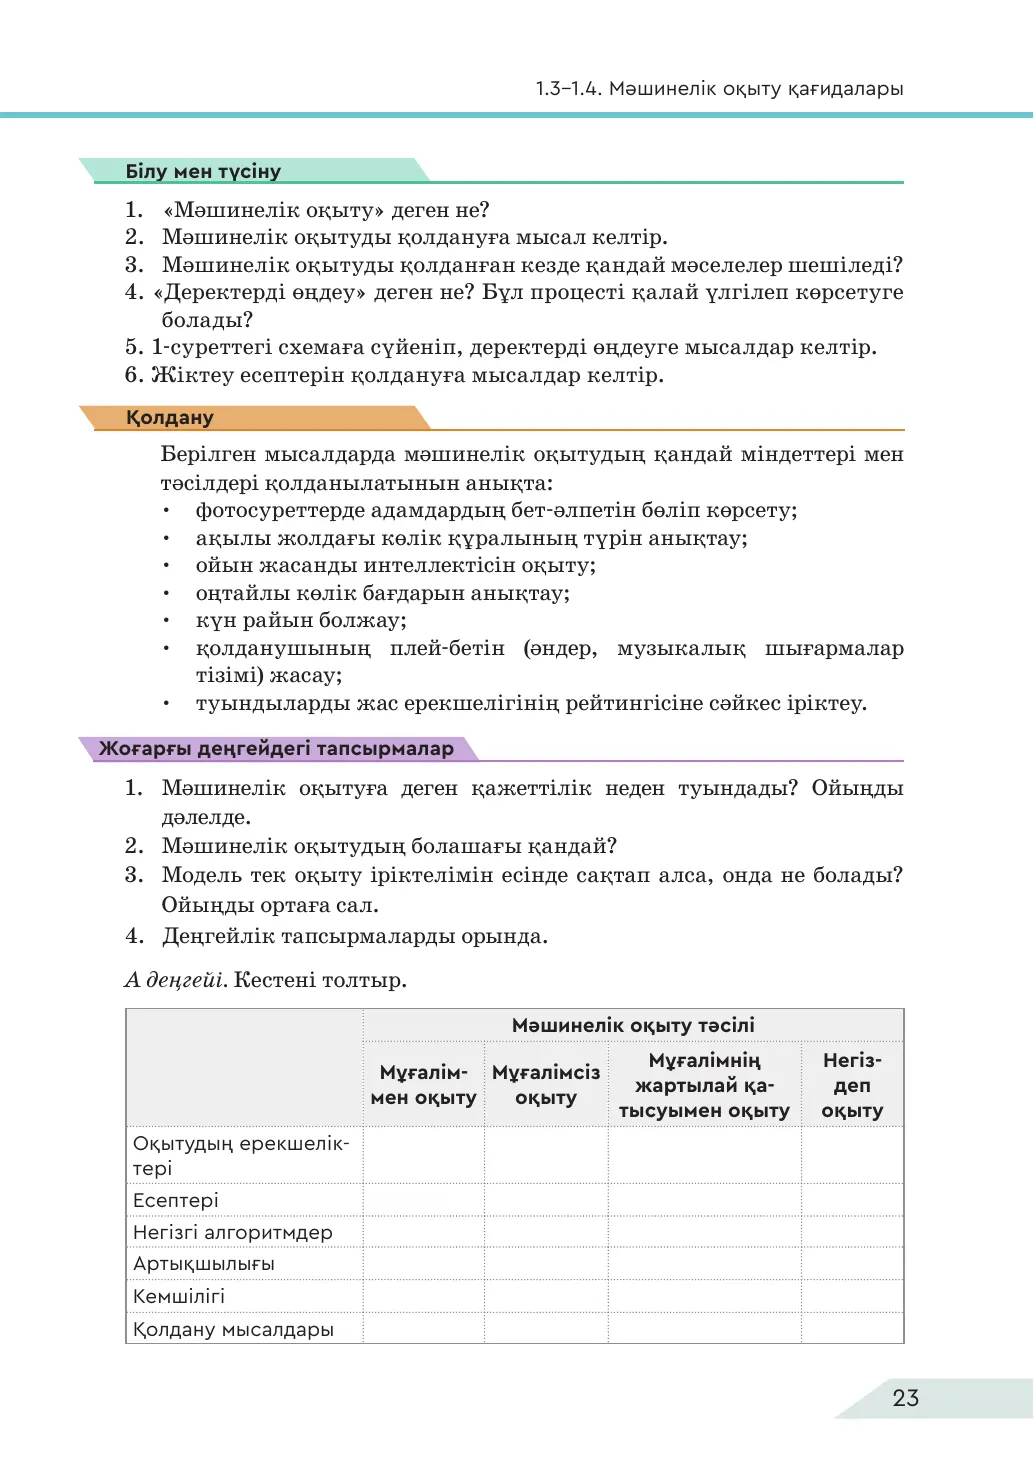 1.3–1.4. Мәшинелік оқыту қағидалары
Білу мен түсіну
1. «Мәшинелік оқыту» деген не?
2. Мәшинелік оқытуды қолдануға мысал келтір.
3. Мәшинелік оқытуды қолданған кезде қандай мәселелер шешіледі?
4. «Деректерді өңдеу» деген не? Бұл процесті қалай үлгілеп көрсетуге
болады?
5. 1-суреттегі схемаға сүйеніп, деректерді өңдеуге мысалдар келтір.
6. Жіктеу есептерін қолдануға мысалдар келтір.
Қолдану
Берілген мысалдарда мәшинелік оқытудың қандай міндеттері мен
тәсілдері қолданылатынын анықта:
• фотосуреттерде адамдардың бет-әлпетін бөліп көрсету;
• ақылы жолдағы көлік құралының түрін анықтау;
• ойын жасанды интеллектісін оқыту;
• оңтайлы көлік бағдарын анықтау;
• күн райын болжау;
• қолданушының плей-бетін (әндер, музыкалық шығармалар
тізімі) жасау;
• туындыларды жас ерекшелігінің рейтингісіне сәйкес іріктеу.
Жоғарғы деңгейдегі тапсырмалар
1. Мәшинелік оқытуға деген қажеттілік неден туындады? Ойыңды
дәлелде.
2. Мәшинелік оқытудың болашағы қандай?
3. Модель тек оқыту іріктелімін есінде сақтап алса, онда не болады?
Ойыңды ортаға сал.
4. Деңгейлік тапсырмаларды орында.
А деңгейі. Кестені толтыр.
Мәшинелік оқыту тәсілі
Мұғалім-
мен оқыту
Мұғалімсіз
оқыту
Мұғалімнің
жартылай қа-
тысуымен оқыту
Негіз-
деп
оқыту
Оқытудың ерекшелік-
тері
Есептері
Негізгі алгоритмдер
Артықшылығы
Кемшілігі
Қолдану мысалдары
23